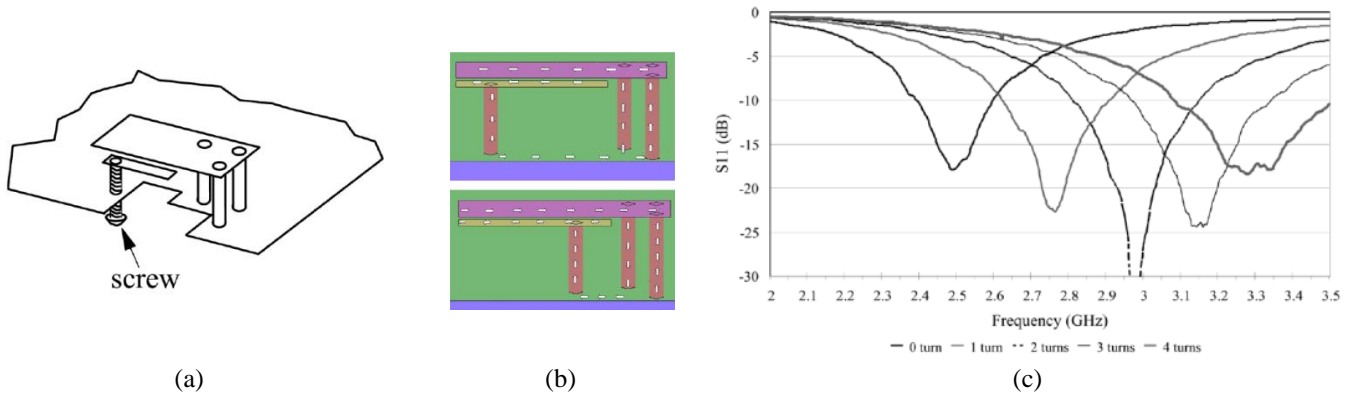 screw
(a)
(b)
S11 (dB)
0
-5
-10
-15
-20
-25
-30
2 2.1 2.2 2.3 2.4 2.5 2.6 2.7 2.8 2.9 3 3.1 3.2 3.3 3.4 3.5
Frequency (GHz)
0 turn 1 turn 2 turns 3 turns 4 turns
(c)